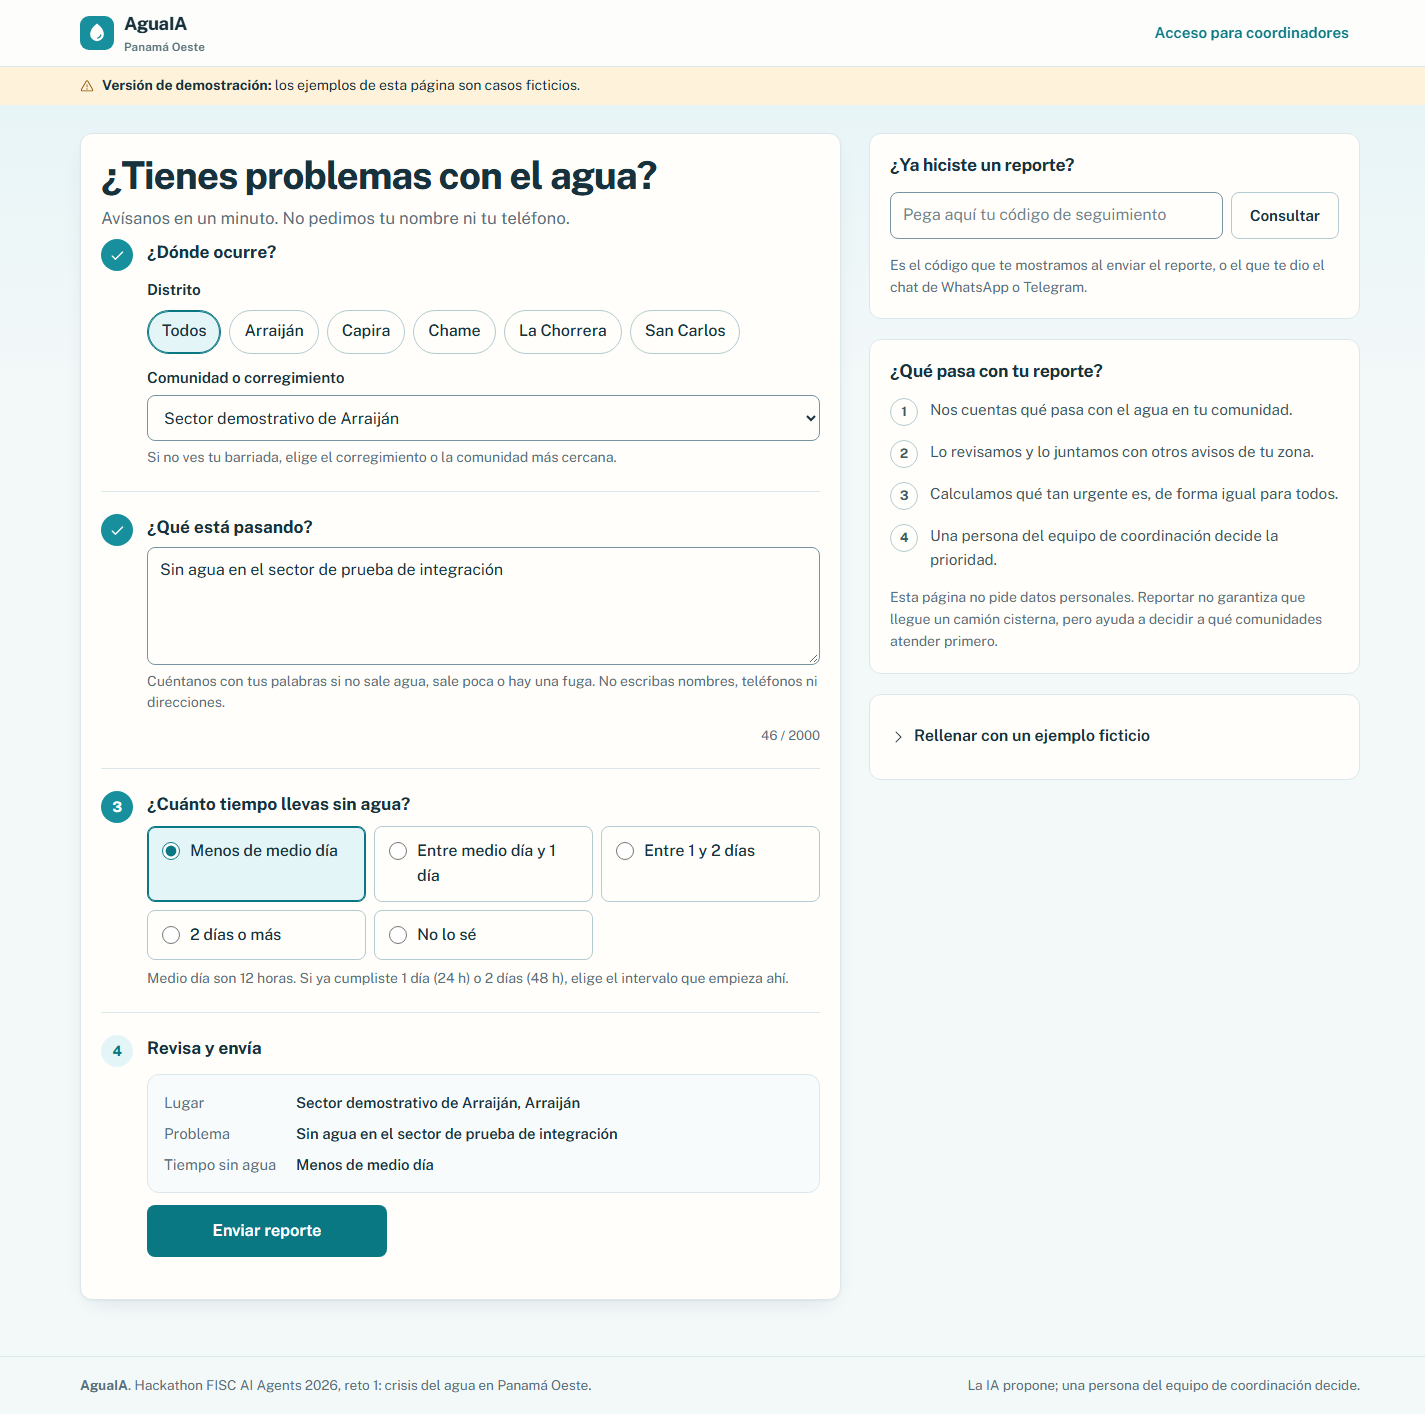 AguaIA
Panamá Oeste
Acceso para coordinadores
Versión de demostración: los ejemplos de esta página son casos ficticios.
¿Tienes problemas con el agua?
Avísanos en un minuto. No pedimos tu nombre ni tu teléfono.
¿Dónde ocurre?
Distrito
Todos
Arraiján
Capira
Chame
La Chorrera
San Carlos
Comunidad o corregimiento
Sector demostrativo de Arraiján
Si no ves tu barriada, elige el corregimiento o la comunidad más cercana.
¿Qué está pasando?
Sin agua en el sector de prueba de integración
Cuéntanos con tus palabras si no sale agua, sale poca o hay una fuga. No escribas nombres, teléfonos ni
direcciones.
46 / 2000
3
¿Cuánto tiempo llevas sin agua?
Menos de medio día
Entre medio día y 1
día
Entre 1 y 2 días
2 días o más
No lo sé
Medio día son 12 horas. Si ya cumpliste 1 día (24 h) o 2 días (48 h), elige el intervalo que empieza ahí.
4
Revisa y envía
Lugar
Sector demostrativo de Arraiján, Arraiján
Problema
Sin agua en el sector de prueba de integración
Tiempo sin agua
Menos de medio día
Enviar reporte
¿Ya hiciste un reporte?
Pega aquí tu código de seguimiento
Consultar
Es el código que te mostramos al enviar el reporte, o el que te dio el
chat de WhatsApp o Telegram.
¿Qué pasa con tu reporte?
1
Nos cuentas qué pasa con el agua en tu comunidad.
2
Lo revisamos y lo juntamos con otros avisos de tu zona.
3
Calculamos qué tan urgente es, de forma igual para todos.
4
Una persona del equipo de coordinación decide la
prioridad.
Esta página no pide datos personales. Reportar no garantiza que
llegue un camión cisterna, pero ayuda a decidir a qué comunidades
atender primero.
Rellenar con un ejemplo ficticio
AguaIA. Hackathon FISC AI Agents 2026, reto 1: crisis del agua en Panamá Oeste.
La IA propone; una persona del equipo de coordinación decide.